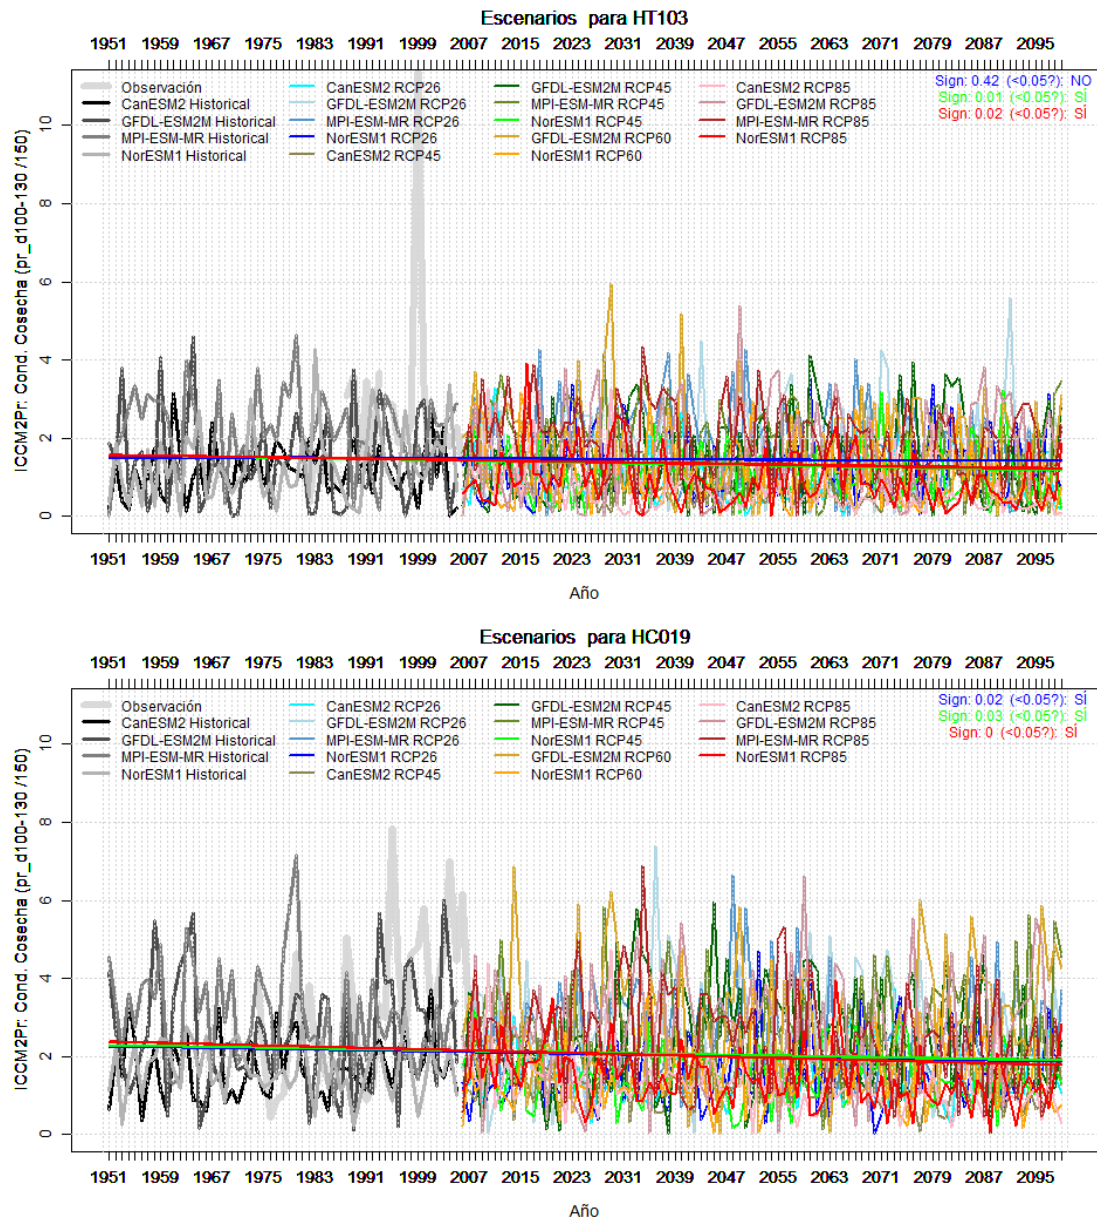 Escenarios para HT103
1951 1959 1967 1975 1983 1991 1999 2007 2015 2023 2031 2039 2047 2055 2063 2071 2079 2087 2095
Observación
CanESM2 Historical
GFDL-ESM2M Historical
MPI-ESM-MR Historical
NorESM1 Historical
CanESM2 RCP26
GFDL-ESM2M RCP26
MPI-ESM-MR RCP26
NorESM1 RCP26
CanESM2 RCP45
GFDL-ESM2M RCP45
MPI-ESM-MR RCP45
NorESM1 RCP45
GFDL-ESM2M RCP60
NorESM1 RCP60
CanESM2 RCP85
GFDL-ESM2M RCP85
MPI-ESM-MR RCP85
NorESM1 RCP85
Sign: 0.42 (<0.05?): NO
Sign: 0.01 (<0.05?): SÍ
Sign: 0.02 (<0.05?): SÍ
ICCM2Pr: Cond. Cosecha (pr_d100-130 /150)
10
8
6
4
2
0
1951 1959 1967 1975 1983 1991 1999 2007 2015 2023 2031 2039 2047 2055 2063 2071 2079 2087 2095
Año
Escenarios para HC019
1951 1959 1967 1975 1983 1991 1999 2007 2015 2023 2031 2039 2047 2055 2063 2071 2079 2087 2095
Observación
CanESM2 Historical
GFDL-ESM2M Historical
MPI-ESM-MR Historical
NorESM1 Historical
CanESM2 RCP26
GFDL-ESM2M RCP26
MPI-ESM-MR RCP26
NorESM1 RCP26
CanESM2 RCP45
GFDL-ESM2M RCP45
MPI-ESM-MR RCP45
NorESM1 RCP45
GFDL-ESM2M RCP60
NorESM1 RCP60
CanESM2 RCP85
GFDL-ESM2M RCP85
MPI-ESM-MR RCP85
NorESM1 RCP85
Sign: 0.02 (<0.05?): SÍ
Sign: 0.03 (<0.05?): SÍ
Sign: 0 (<0.05?): SÍ
ICCM2Pr: Cond. Cosecha (pr_d100-130 /150)
10
8
6
4
2
0
1951 1959 1967 1975 1983 1991 1999 2007 2015 2023 2031 2039 2047 2055 2063 2071 2079 2087 2095
Año